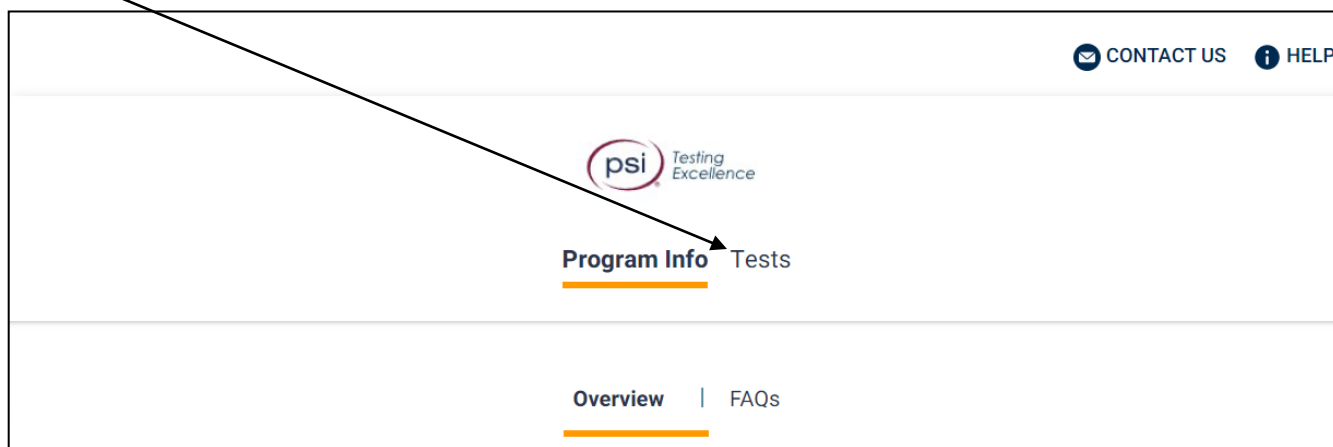 CONTACT US HELP
psi Testing
Excellence
Program Info Tests
Overview | FAQs